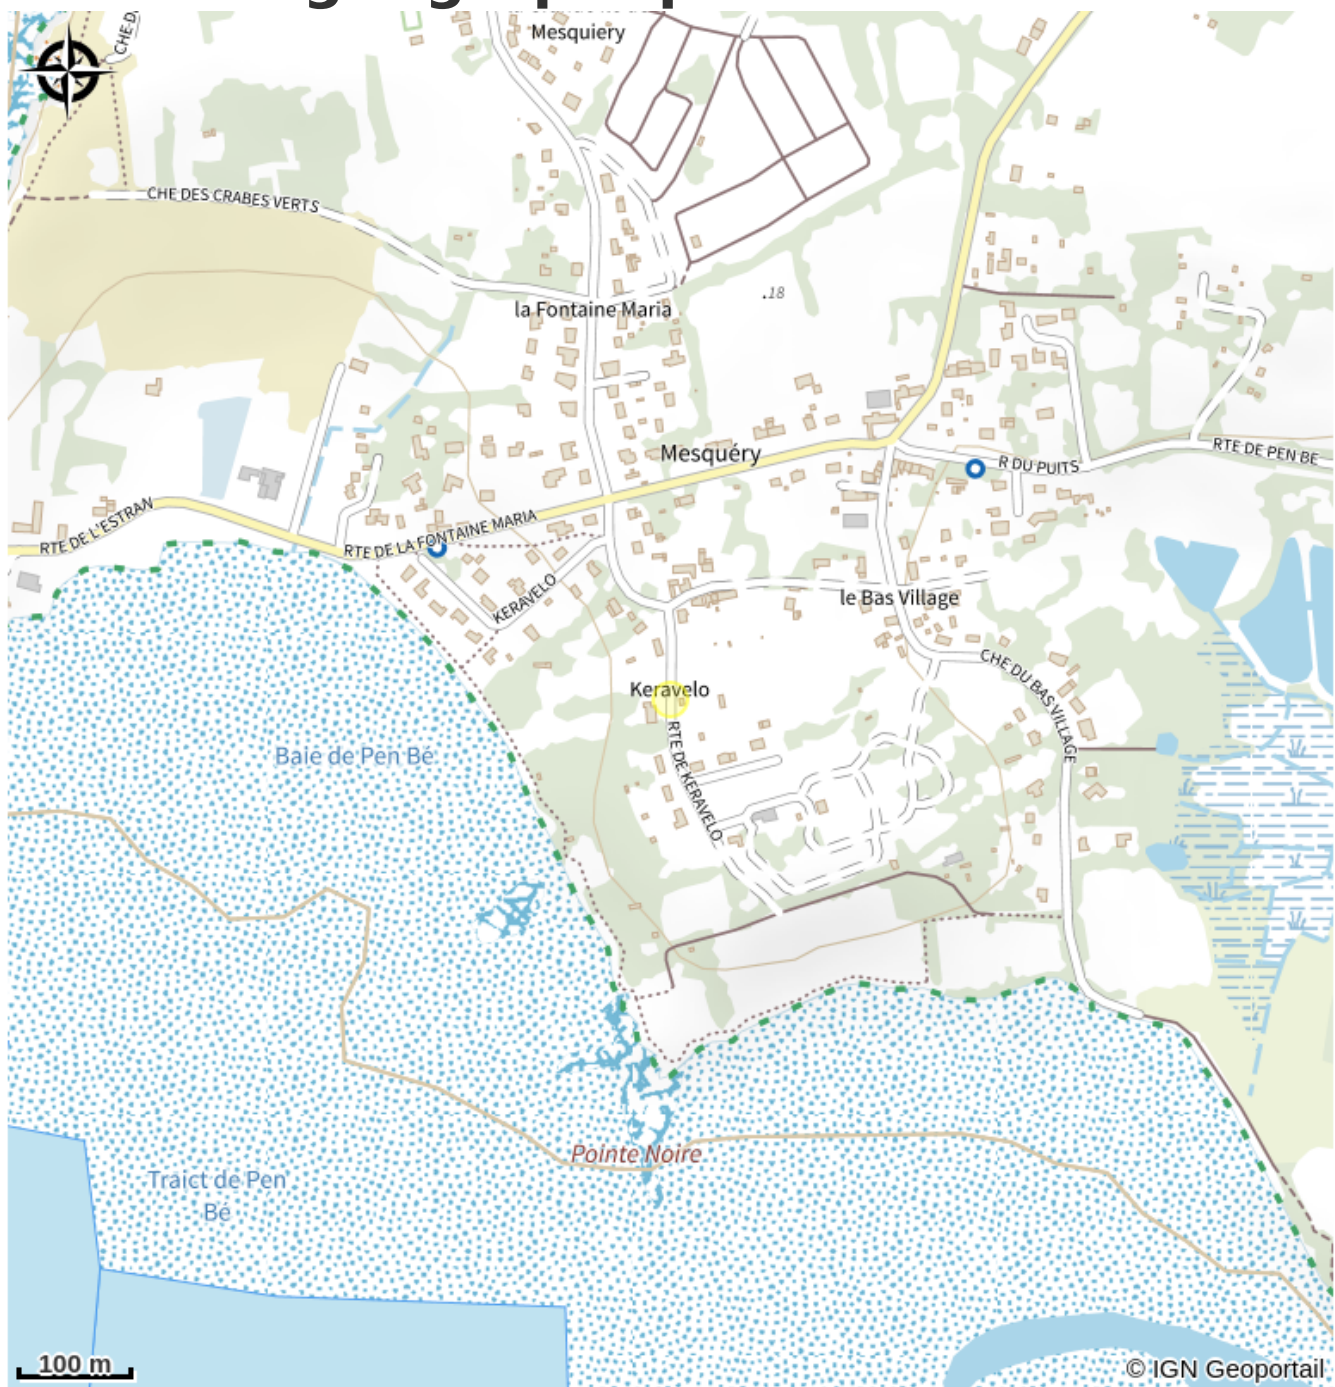 Mesquiery
CHE DES CRABES VERTS
la Fontaine Maria
.18
Mesquéry
R DU PUITS
RTE DE PEN BE
RTE DE L'ESTRAN
RTE DE LA FONTAINE MARIA
KERAVELO
le Bas Village
CHE DU BAS VILLAGE
Keravelo
RTE DE KERAVELO
Baie de Pen Bé
Pointe Noire
Traict de Pen
Bé
100 m
© IGN Geoportail